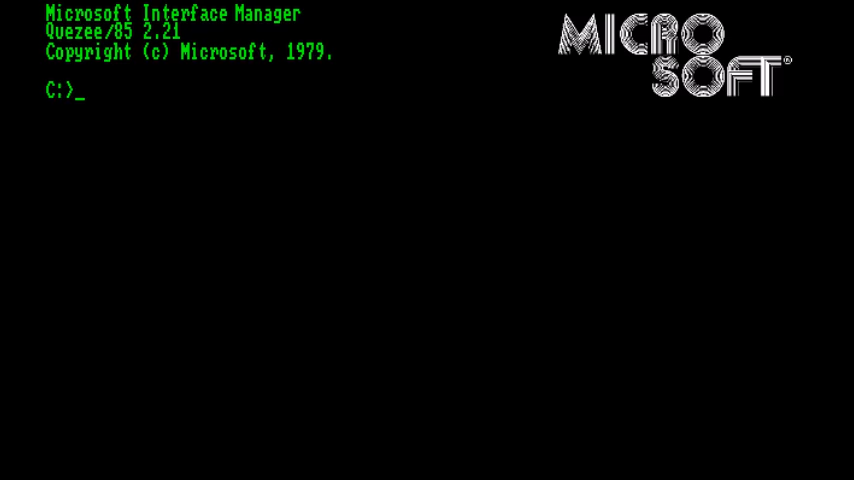 Microsoft Interface Manager
Quezee/85 2.21
Copyright (c) Microsoft, 1979.
C:>_
MICRO
SOFT®